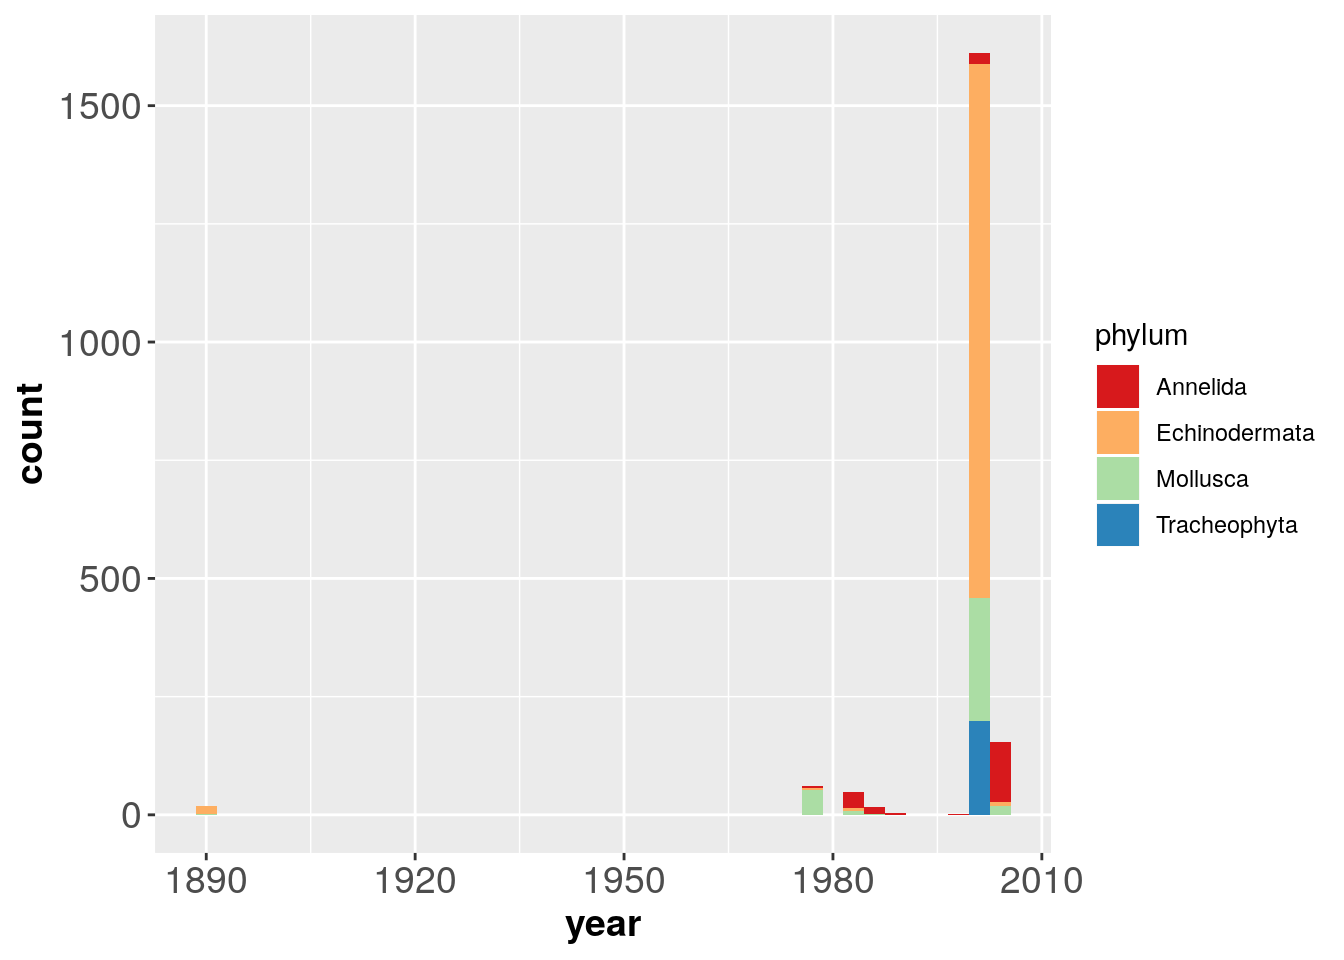 1500
1000
500
0
count
1890 1920 1950 1980 2010
year
phylum
Annelida
Echinodermata
Mollusca
Tracheophyta